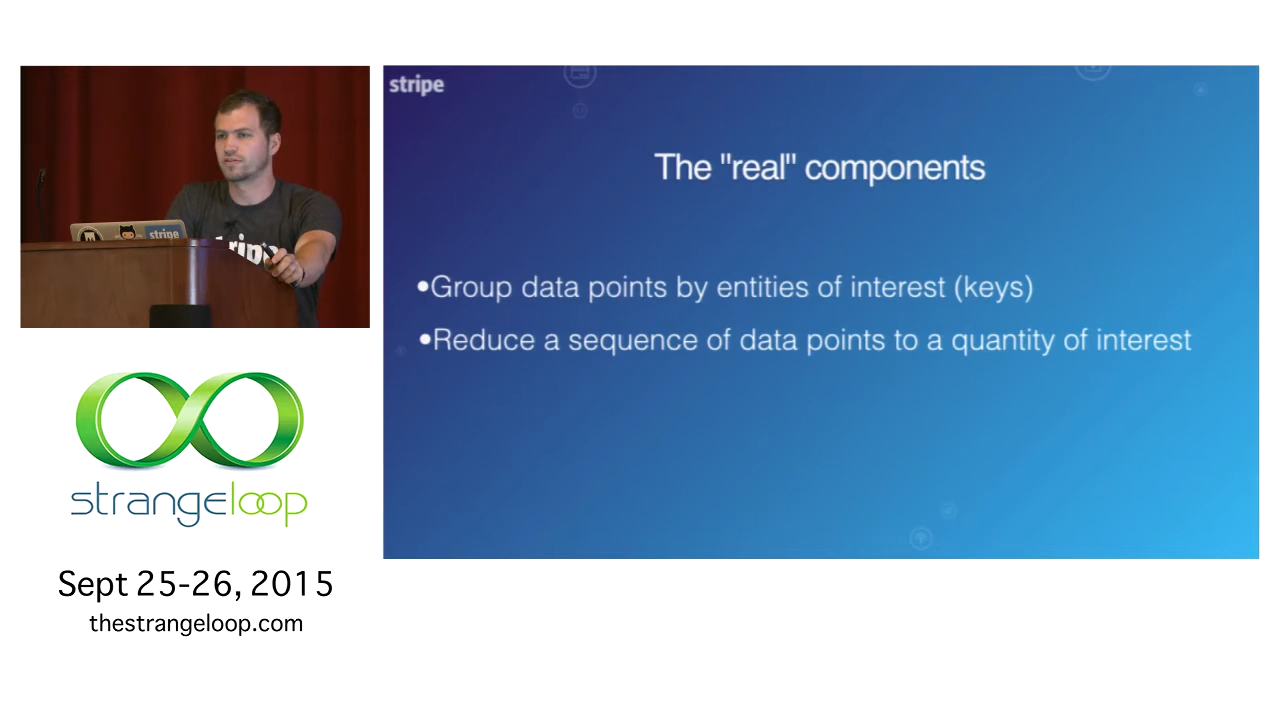 stripe
The "real" components
•Group data points by entities of interest (keys)
•Reduce a sequence of data points to a quantity of interest
stripe
strangeloop
Sept 25-26, 2015
thestrangeloop.com